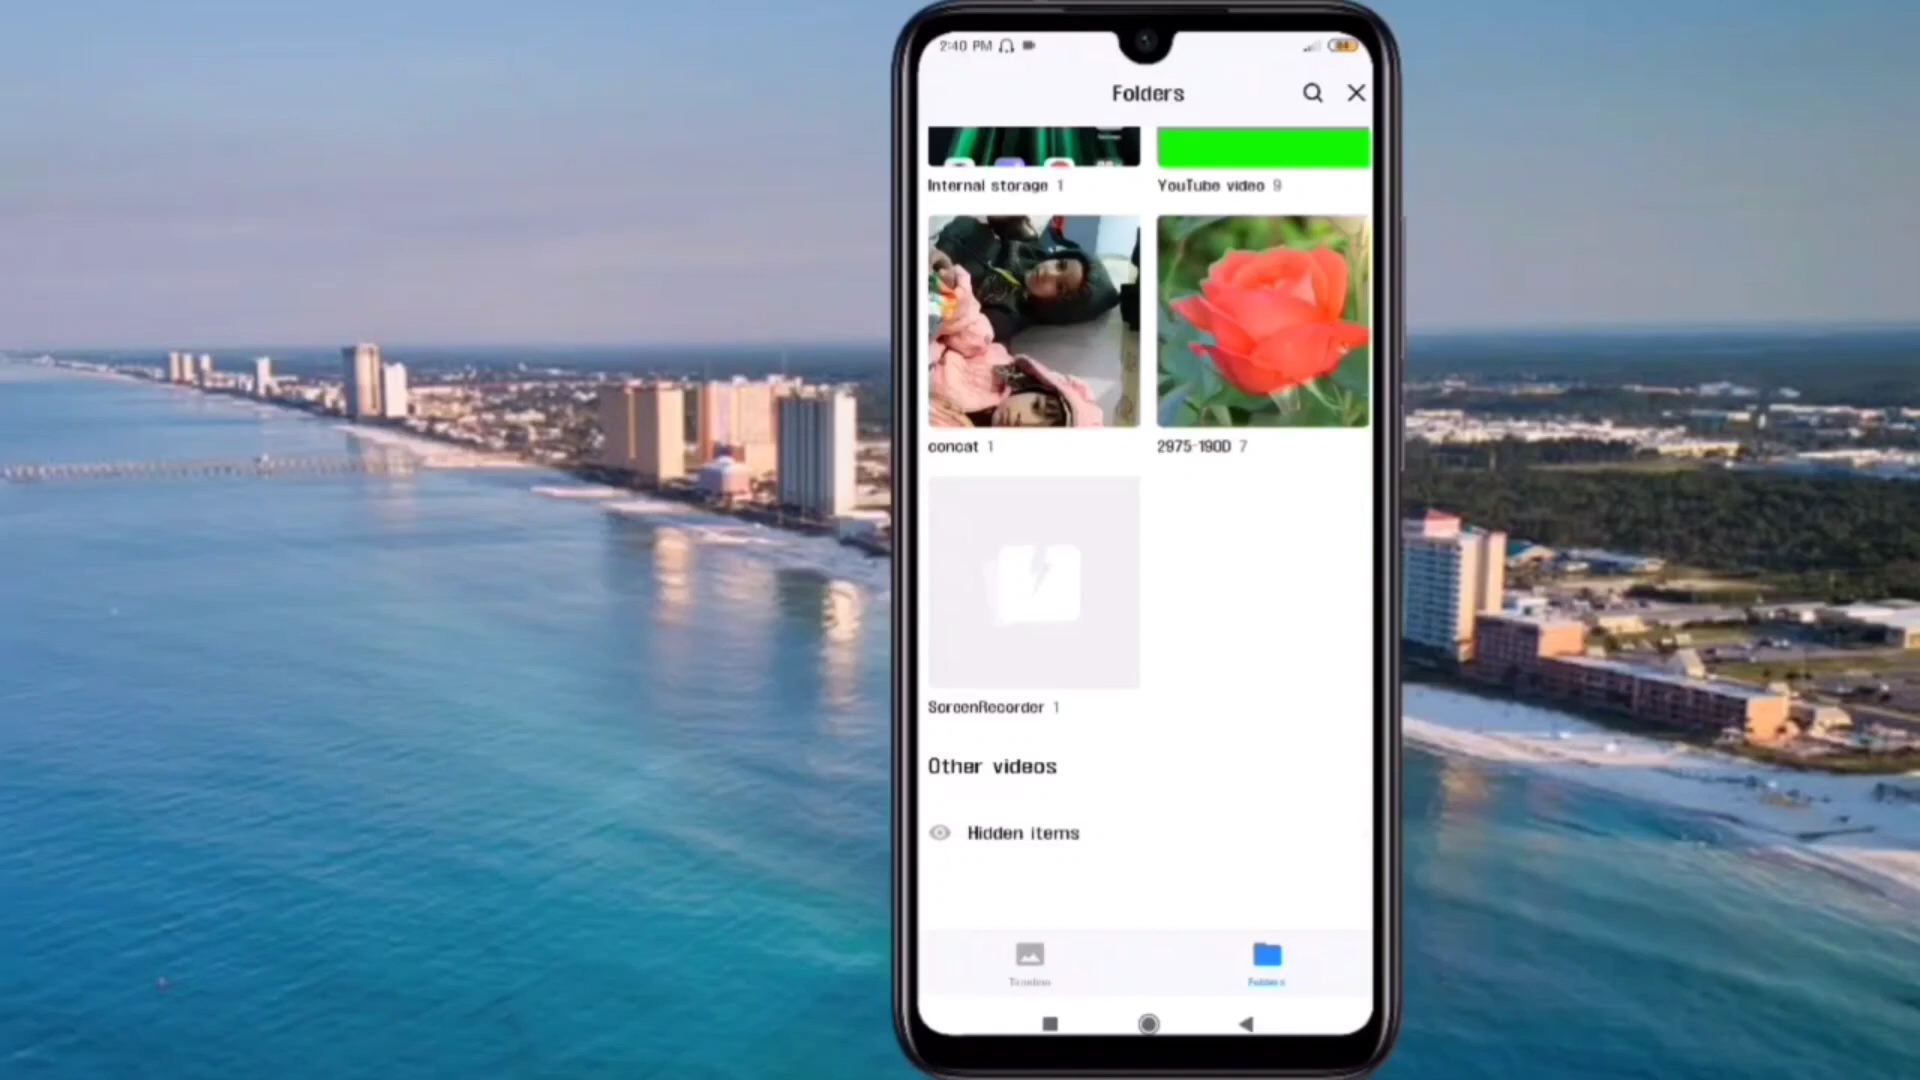 2:40 PM
Folders
Internal storage 1
YouTube video 9
concat 1
2975-190D 7
ScreenRecorder 1
Other videos
Hidden items
Timeline
Folders